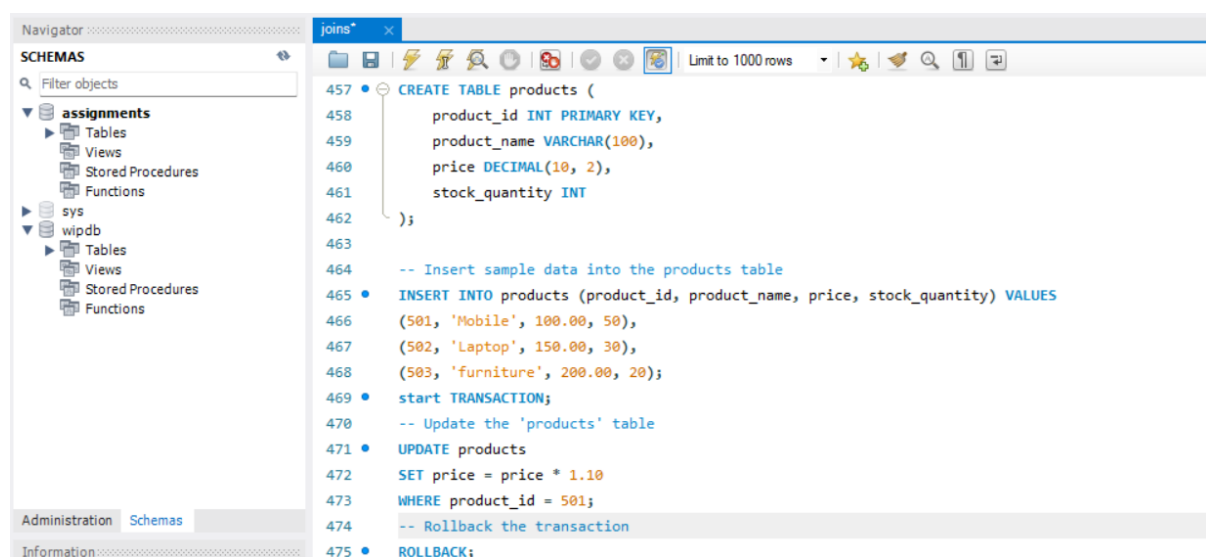 Navigator
SCHEMAS
Filter objects
assignments
Tables
Views
Stored Procedures
Functions
sys
wipdb
Tables
Views
Stored Procedures
Functions
Administration Schemas
Information
joins*
Limit to 1000 rows
457 CREATE TABLE products (
458 product_id INT PRIMARY KEY,
459 product_name VARCHAR(100),
460 price DECIMAL(10, 2),
461 stock_quantity INT
462 );
463
464 -- Insert sample data into the products table
465 INSERT INTO products (product_id, product_name, price, stock_quantity) VALUES
466 (501, 'Mobile', 100.00, 50),
467 (502, 'Laptop', 150.00, 30),
468 (503, 'furniture', 200.00, 20);
469 start TRANSACTION;
470 -- Update the 'products' table
471 UPDATE products
472 SET price = price * 1.10
473 WHERE product_id = 501;
474 -- Rollback the transaction
475 ROLLBACK;